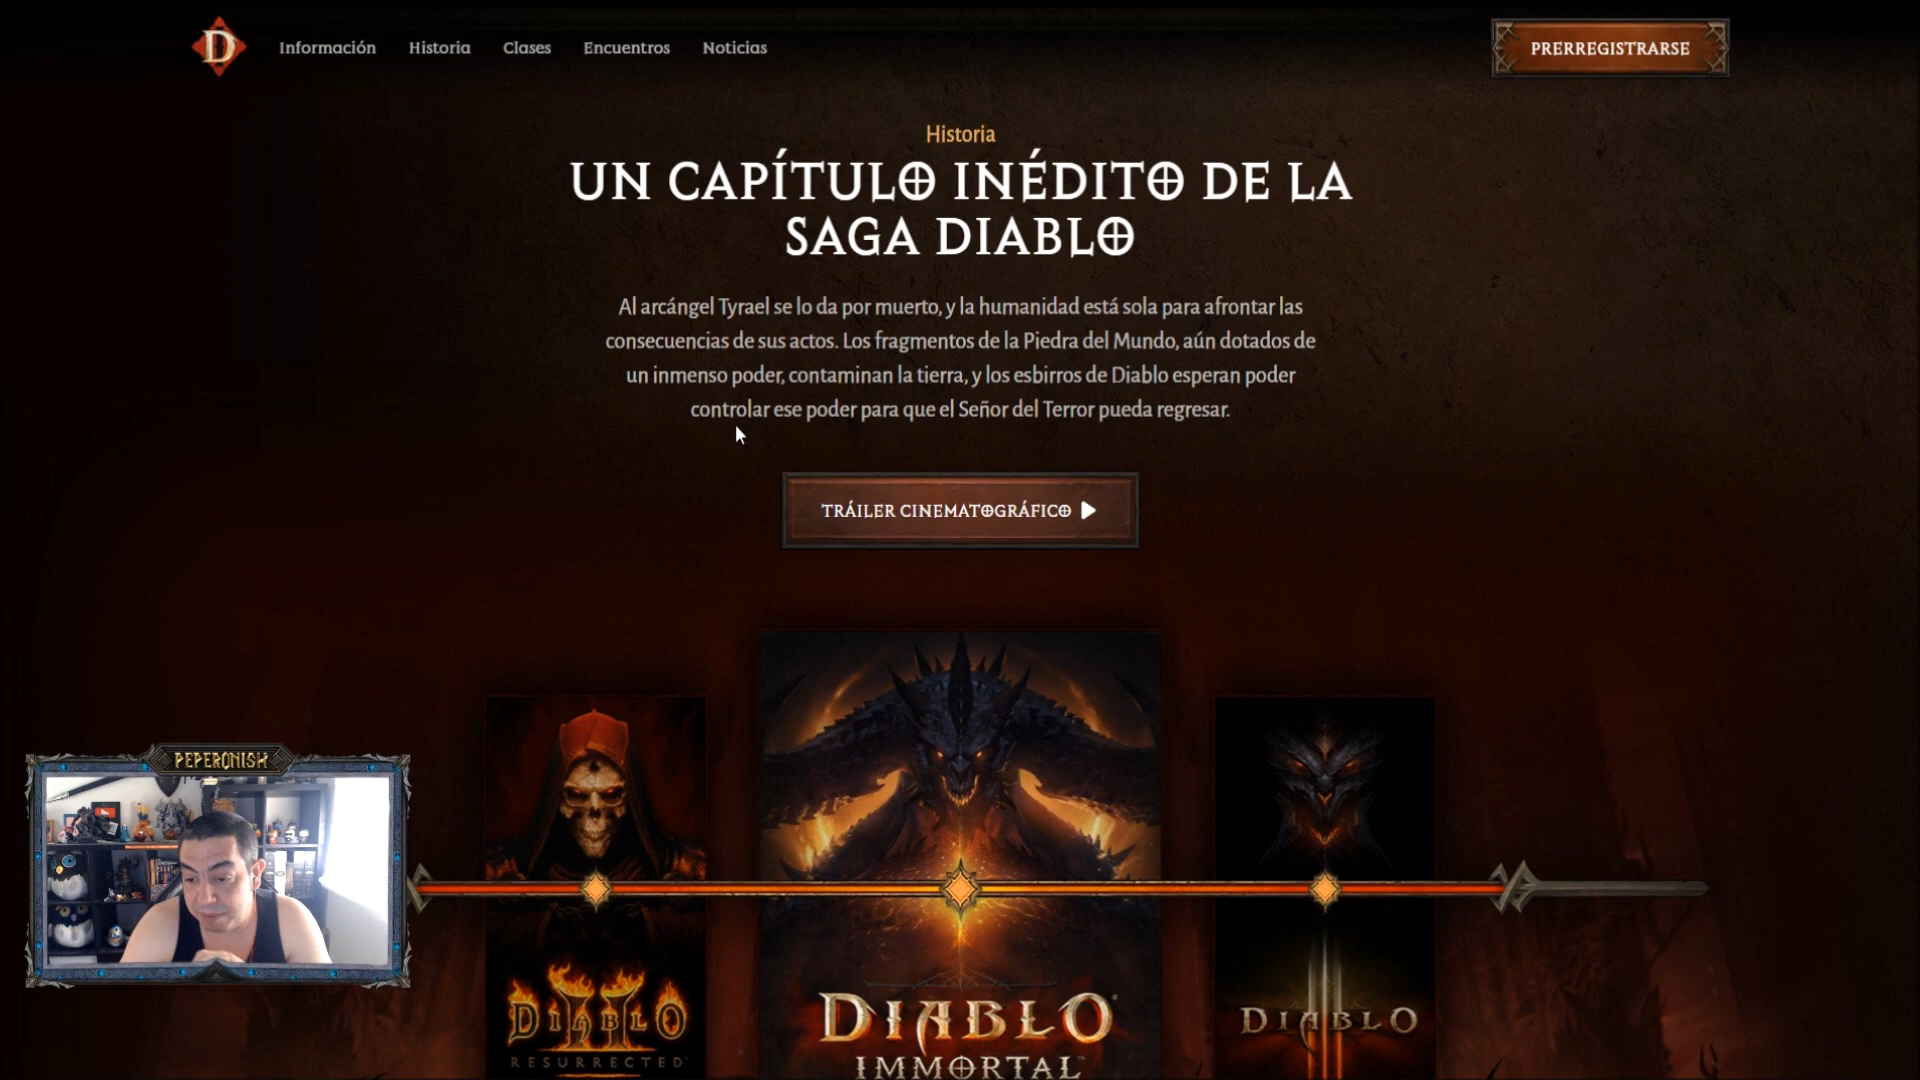 D
Información
Historia
Clases
Encuentros
Noticias
PRERREGISTRARSE
Historia
UN CAPÍTULO INÉDITO DE LA
SAGA DIABLO
Al arcángel Tyrael se lo da por muerto, y la humanidad está sola para afrontar las
consecuencias de sus actos. Los fragmentos de la Piedra del Mundo, aún dotados de
un inmenso poder, contaminan la tierra, y los esbirros de Diablo esperan poder
controlar ese poder para que el Señor del Terror pueda regresar.
TRÁILER CINEMATOGRÁFICO
PEPERONISH
DIABLO II
RESURRECTED
DIABLO
IMMORTAL
DIABLO III